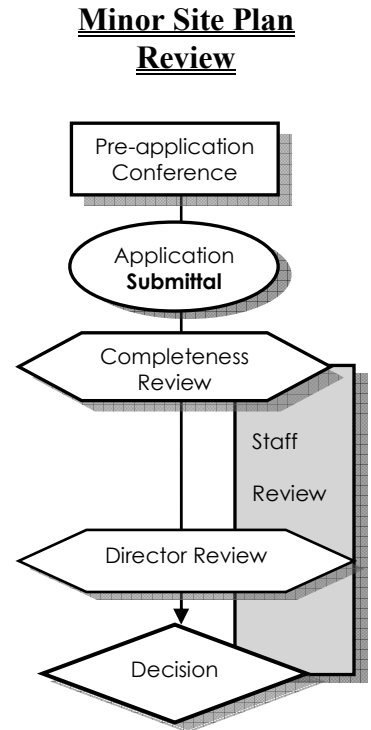 Minor Site Plan
Review
Pre-application
Conference
Application
Submittal
Completeness
Review
Staff
Review
Director Review
Decision